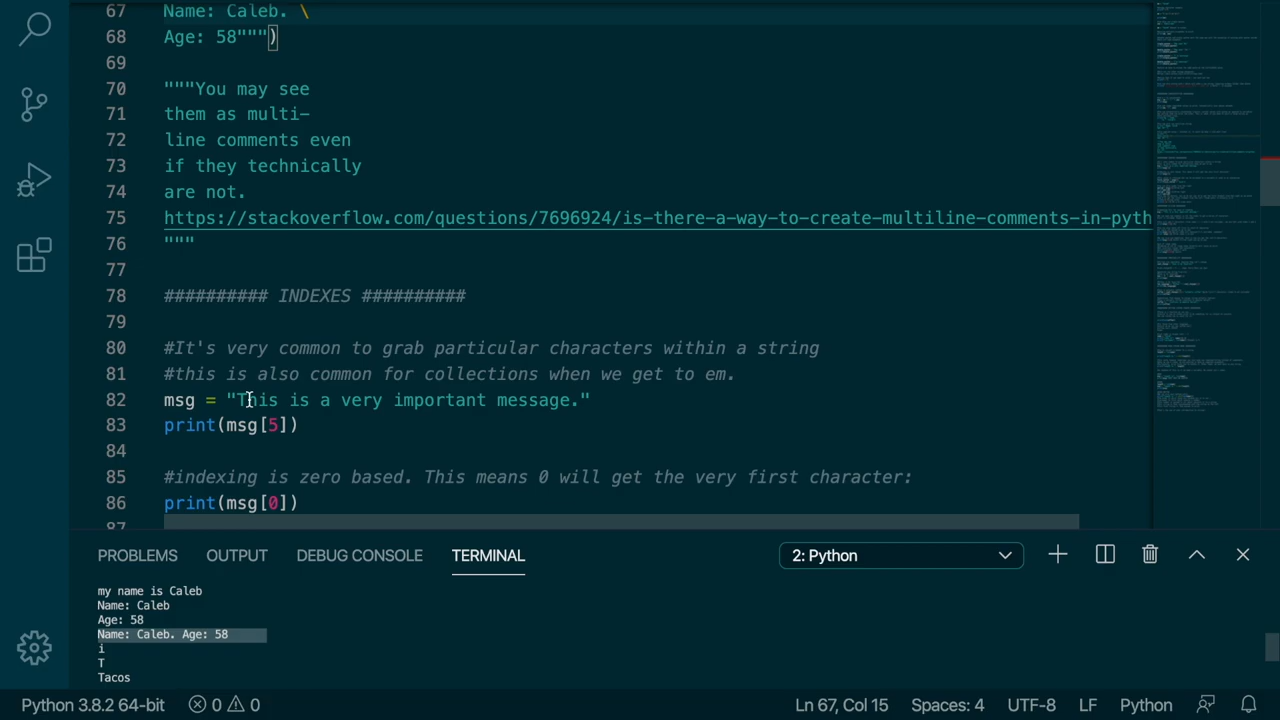 67 Name: Caleb. \
68 Age: 58""")
69
70 """You may see
71 them as multi-
72 line comments even
73 if they technically
74 are not.
75 https://stackoverflow.com/questions/7696924/is-there-a-way-to-create-multiline-comments-in-pyth
76 """
77
78 ########## INDEXES ##########
79
80 #It's very common to grab particular characters within a string
81 #this is also common for collections when we get to em.
82 msg = "This is a very important message."
83 print(msg[5])
84
85 #indexing is zero based. This means 0 will get the very first character:
86 print(msg[0])
87
PROBLEMS OUTPUT DEBUG CONSOLE TERMINAL 2: Python
my name is Caleb
Name: Caleb
Age: 58
Name: Caleb. Age: 58
i
T
Tacos
Python 3.8.2 64-bit 0 0 Ln 67, Col 15 Spaces: 4 UTF-8 LF Python